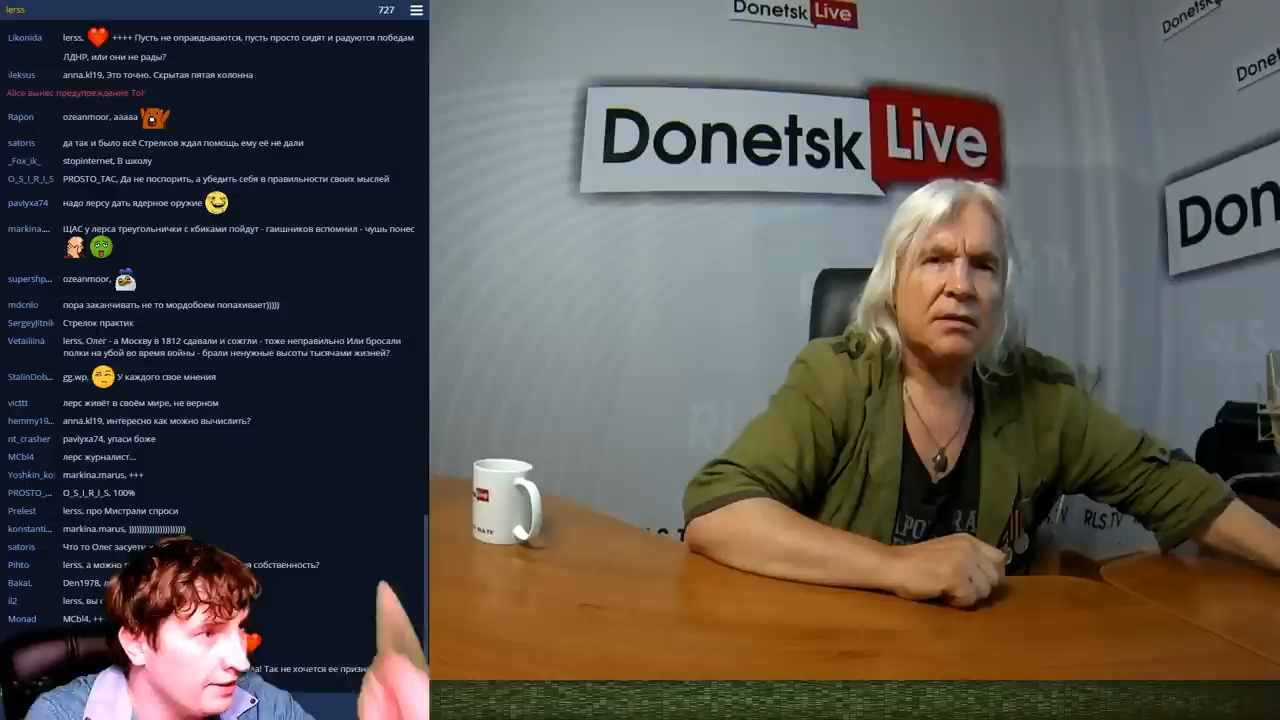 lerss
727
Likonida lerss, ++++ Пусть не оправдываются, пусть просто сидят и радуются победам
ЛДНР, или они не рады?
ileksus anna.kl19, Это точно. Скрытая пятая колонна
Alice вынес предупреждение ToF
Rapon ozeanmoor, ааааа
satoris да так и было всё Стрелков ждал помощь ему её не дали
_Fox_ik_ stopinternet, В школу
O_S_I_R_I_S PROSTO_TAC, Да не поспорить, а убедить себя в правильности своих мыслей
pavlyxa74 надо лерсу дать ядерное оружие
markina.... ЩАС у лерса треугольнички с кбиками пойдут - гаишников вспомнил - чушь понес
supershp... ozeanmoor,
mdcnlo пора заканчивать не то мордобоем попахивает)))))
SergeyJitnik Стрелок практик
Vetailiina lerss, Олег - а Москву в 1812 сдавали и сожгли - тоже неправильно Или бросали
полки на убой во время войны - брали ненужные высоты тысячами жизней?
StalinDob... gg.wp, У каждого свое мнения
victtt лерс живёт в своём мире, не верном
hemmy19... anna.kl19, интересно как можно вычислить?
nt_crasher pavlyxa74, упаси боже
MCbl4 лерс журналист...
Yoshkin_ko markina.marus, +++
PROSTO_... O_S_I_R_I_S, 100%
Prelest lerss, про Мистрали спроси
konstanti... markina.marus, ))))))))))))))))))))))
satoris Что то Олег
Pihto lerss, а можно собственность?
BakaL Den1978,
il2 lerss, вы
Monad MCbl4, ++
Так не хочется ее
Donetsk Live
Donetsk
Donetsk
Donetsk Live
Don
Live
RLS.TV